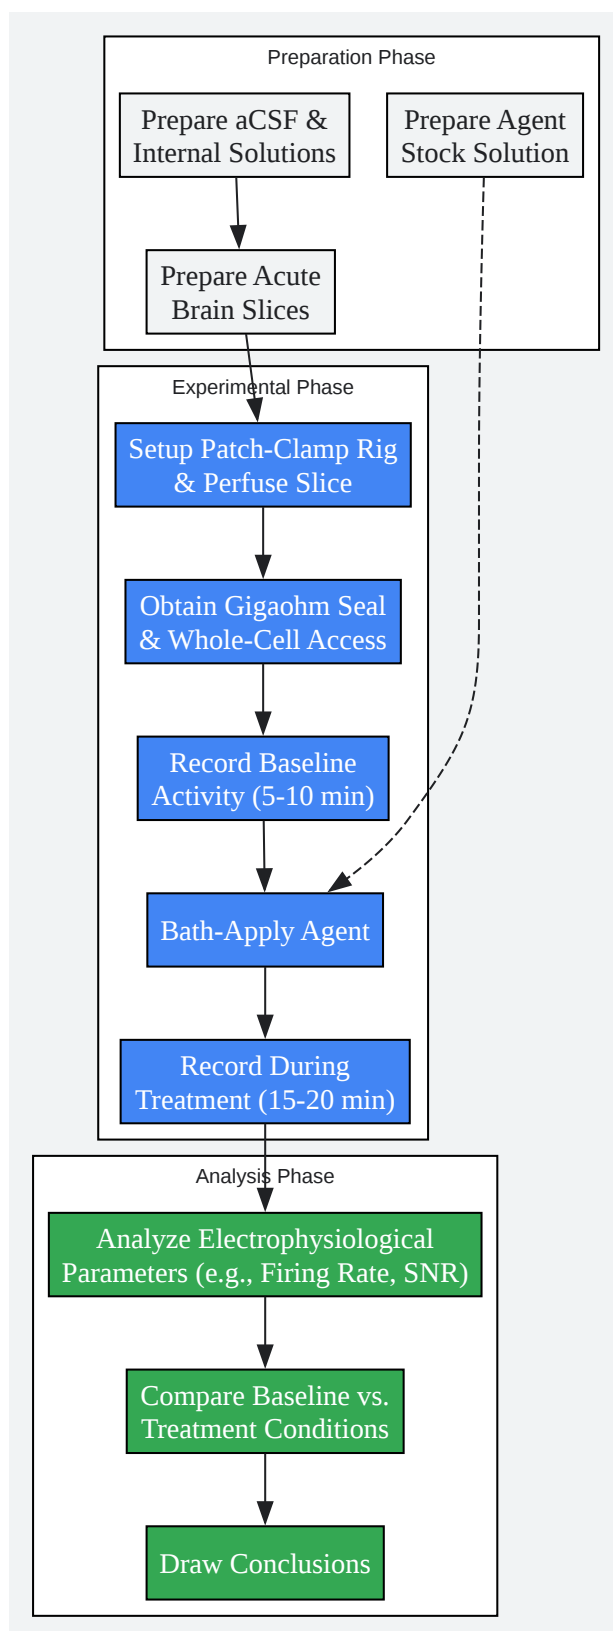 Preparation Phase
Prepare aCSF &
Internal Solutions
Prepare Agent
Stock Solution
Prepare Acute
Brain Slices
Experimental Phase
Setup Patch-Clamp Rig
& Perfuse Slice
Obtain Gigaohm Seal
& Whole-Cell Access
Record Baseline
Activity (5-10 min)
Bath-Apply Agent
Record During
Treatment (15-20 min)
Analysis Phase
Analyze Electrophysiological
Parameters (e.g., Firing Rate, SNR)
Compare Baseline vs.
Treatment Conditions
Draw Conclusions